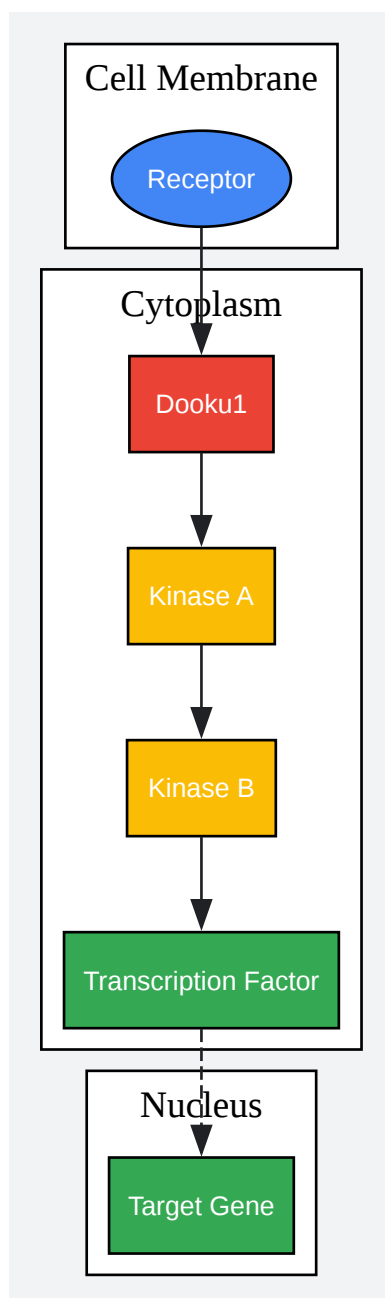 Cell Membrane
Receptor
Cytoplasm
Dooku1
Kinase A
Kinase B
Transcription Factor
Nucleus
Target Gene